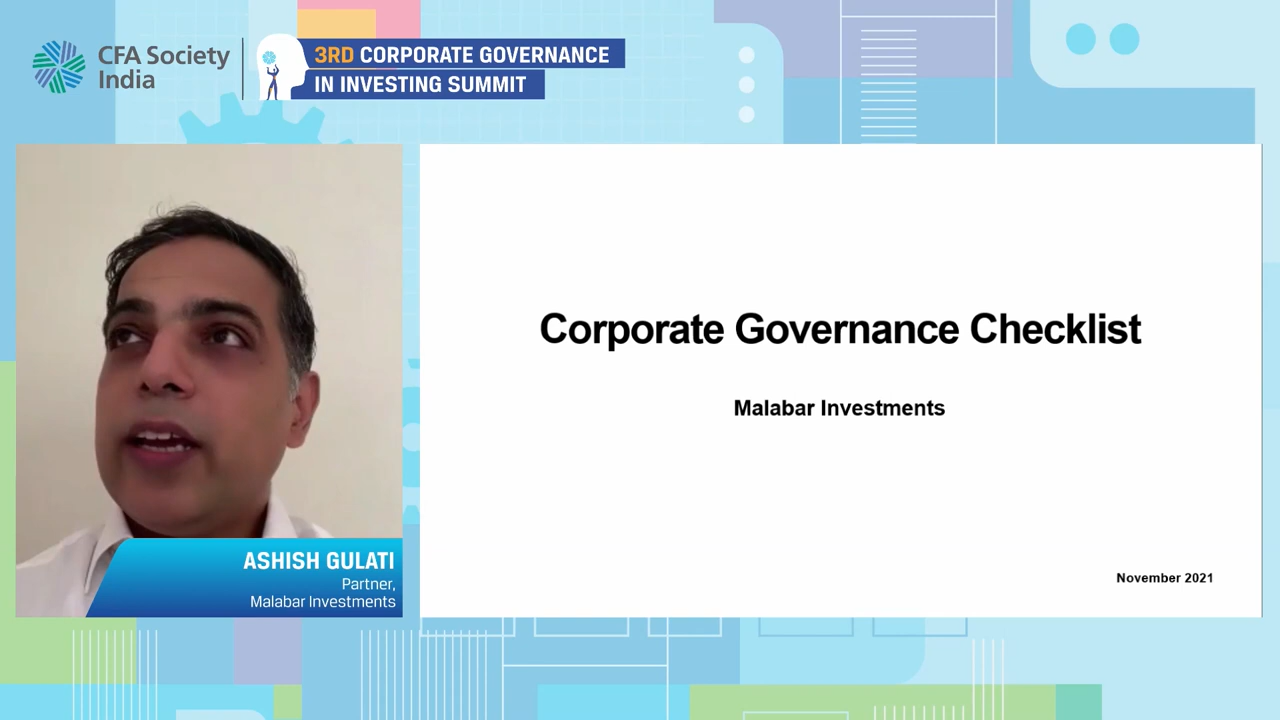 CFA Society
India
3RD CORPORATE GOVERNANCE
IN INVESTING SUMMIT
ASHISH GULATI
Partner,
Malabar Investments
Corporate Governance Checklist
Malabar Investments
November 2021